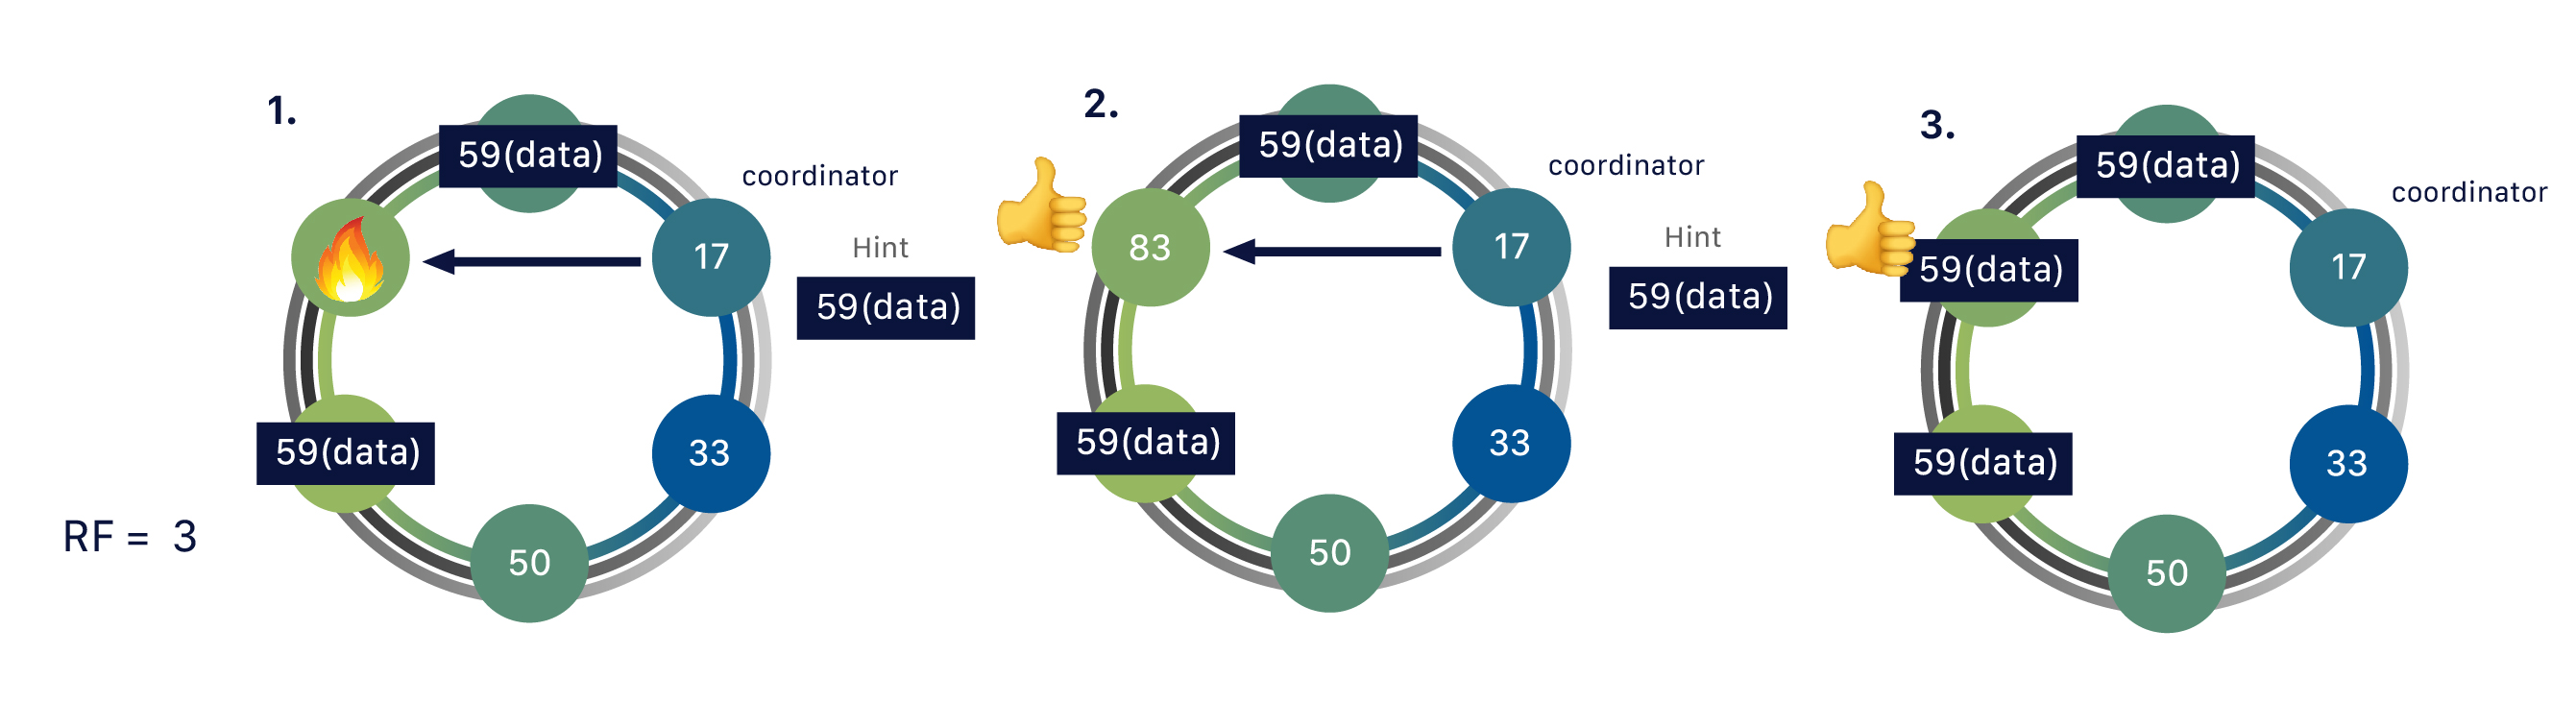 1.
59(data)
coordinator
17
Hint
59(data)
59(data)
33
50
RF = 3
2.
59(data)
coordinator
83
17
Hint
59(data)
59(data)
33
50
3.
59(data)
coordinator
59(data)
17
59(data)
33
50